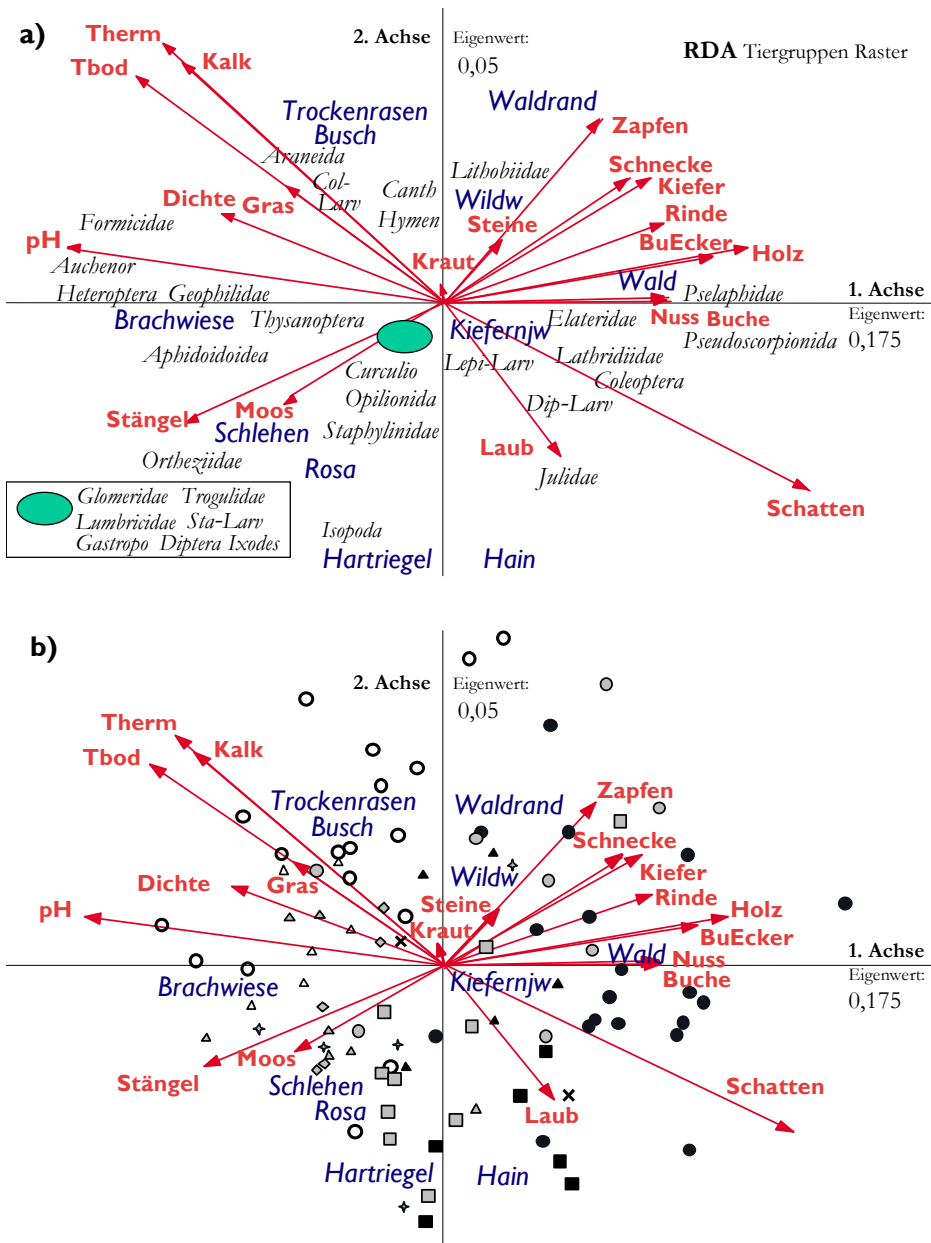 a)
2. Achse
Eigenwert:
0,05
RDA Tiergruppen Raster
Therm
Kalk
Tbod
Trockenrasen
Busch
Waldrand
Zapfen
Araneida
Col-
Larv
Canth
Hymen
Lithobiidae
Wildw
Steine
Schnecke
Kiefer
Rinde
BuEcker
Holz
Dichte Gras
Formicidae
pH
Auchenor
Kraut
Wald
Pselaphidae
1. Achse
Heteroptera Geophilidae
Brachwiese
Thysanoptera
Kiefernjw
Elateridae
Nuss Buche
Eigenwert:
0,175
Pseudoscorpionida
Aphidoidoidea
Curculio
Lepi-Larv
Lathridiidae
Coleoptera
Opilionida
Dip-Larv
Stängel
Moos
Schlehen
Staphylinidae
Laub
Ortheziidae
Rosa
Julidae
Schatten
Glomeridae Trogulidae
Lumbricidae Sta-Larv
Gastropo Diptera Ixodes
Isopoda
Hartriegel
Hain
b)
2. Achse
Eigenwert:
0,05
Therm
Kalk
Tbod
Trockenrasen
Busch
Waldrand
Zapfen
Schnecke
Kiefer
Dichte
Gras
Wildw
Steine
Rinde
pH
Kraut
Holz
BuEcker
Wald
Nuss
Buche
1. Achse
Eigenwert:
0,175
Brachwiese
Kiefernjw
Stängel
Moos
Schlehen
Rosa
Laub
Schatten
Hartriegel
Hain